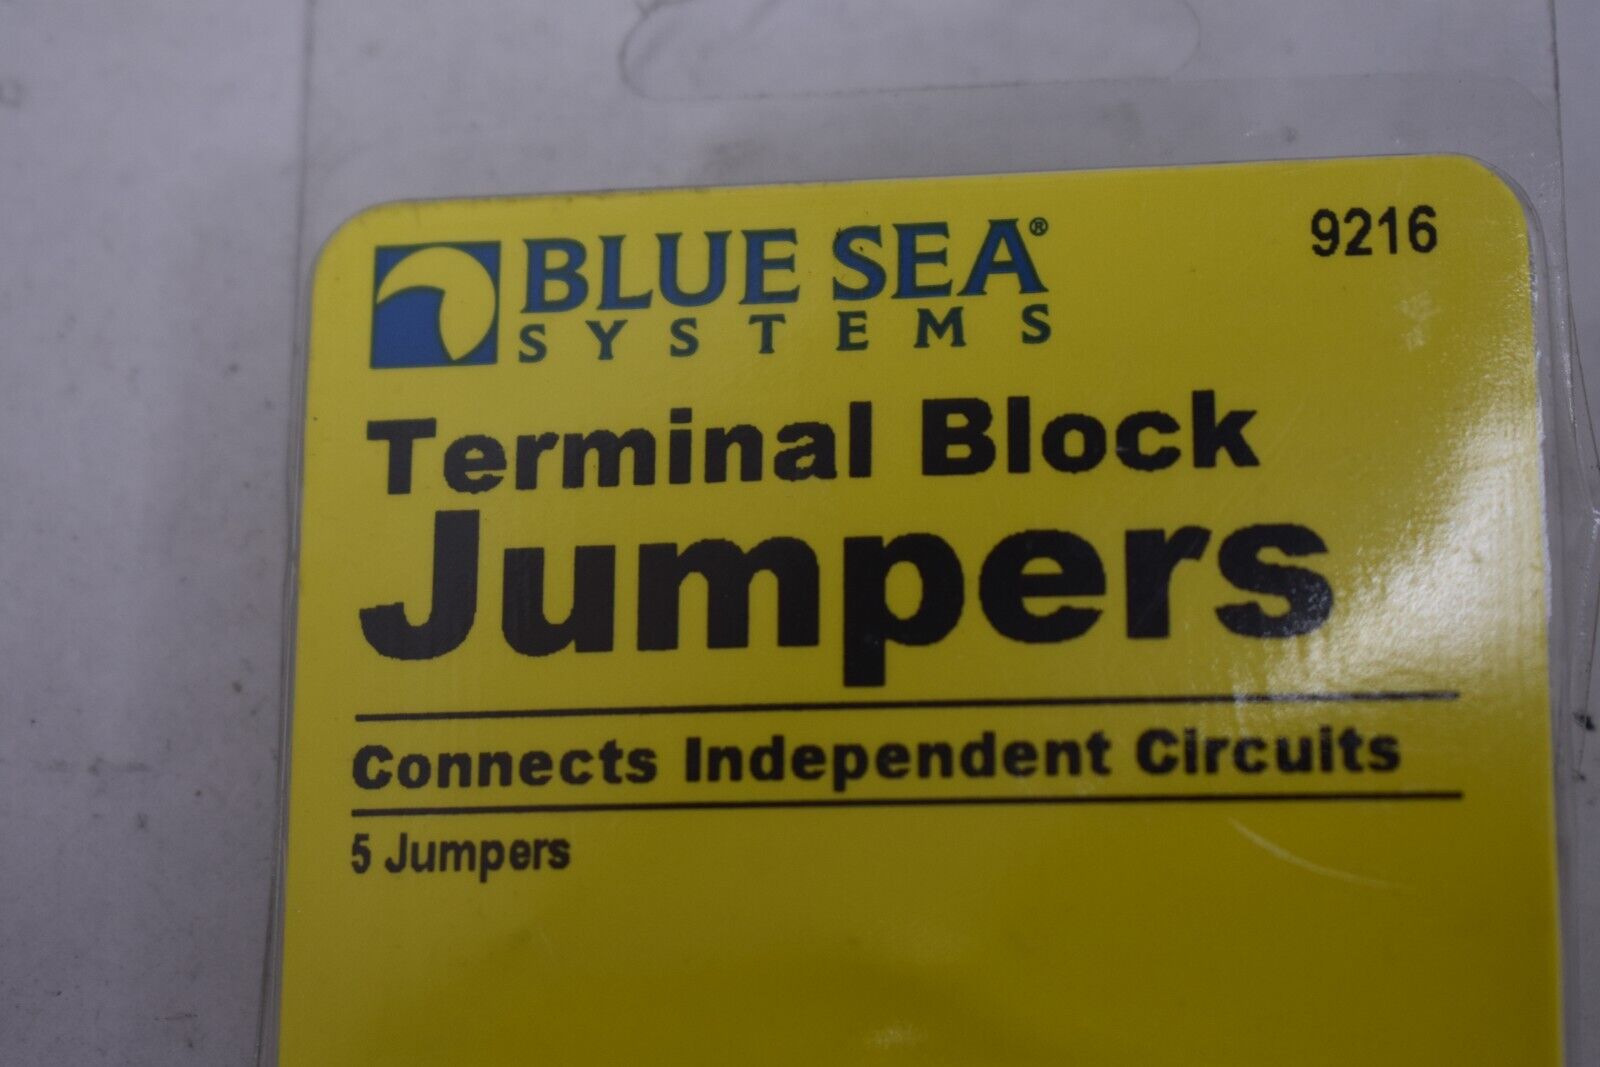 BLUE SEA® 9216
SYSTEMS
Terminal Block
Jumpers
Connects Independent Circuits
5 Jumpers